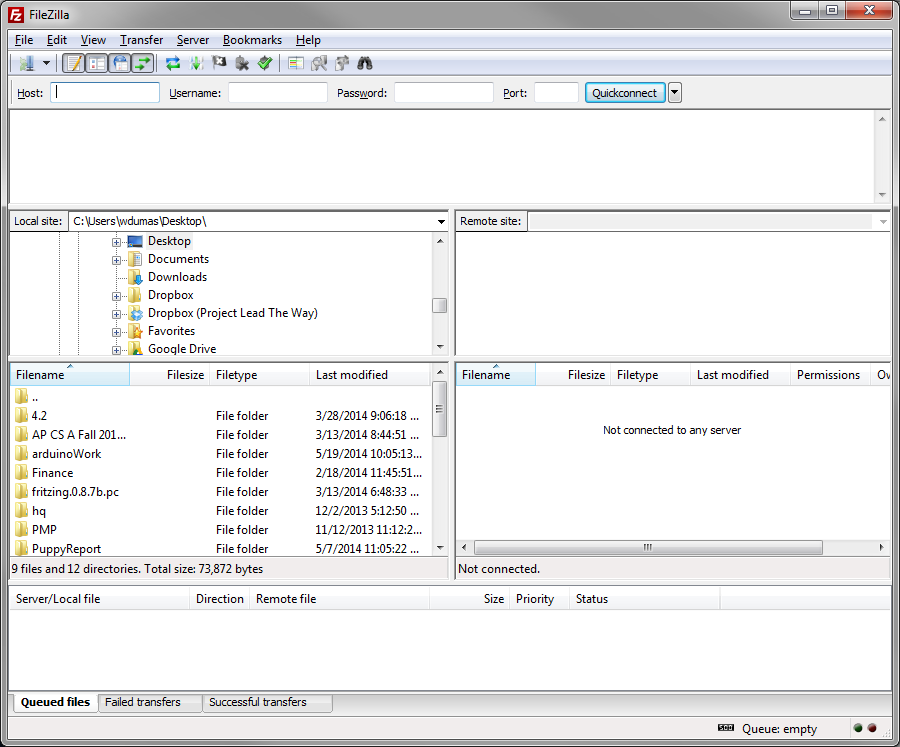 Fz FileZilla
File Edit View Transfer Server Bookmarks Help
Host: Username: Password: Port: Quickconnect
Local site: C:\Users\wdumas\Desktop\
Desktop
Documents
Downloads
Dropbox
Dropbox (Project Lead The Way)
Favorites
Google Drive
Remote site:
Filename Filesize Filetype Last modified
..
4.2 File folder 3/28/2014 9:06:18 ...
AP CS A Fall 201... File folder 3/13/2014 8:44:51 ...
arduinoWork File folder 5/19/2014 10:05:13...
Finance File folder 2/18/2014 11:45:51...
fritzing.0.8.7b.pc File folder 3/13/2014 6:48:33 ...
hq File folder 12/2/2013 5:12:50 ...
PMP File folder 11/12/2013 11:12:2...
PuppyReport File folder 5/7/2014 11:05:22 ...
9 files and 12 directories. Total size: 73,872 bytes
Filename Filesize Filetype Last modified Permissions Ow
Not connected to any server
Not connected.
Server/Local file Direction Remote file Size Priority Status
Queued files Failed transfers Successful transfers
Queue: empty